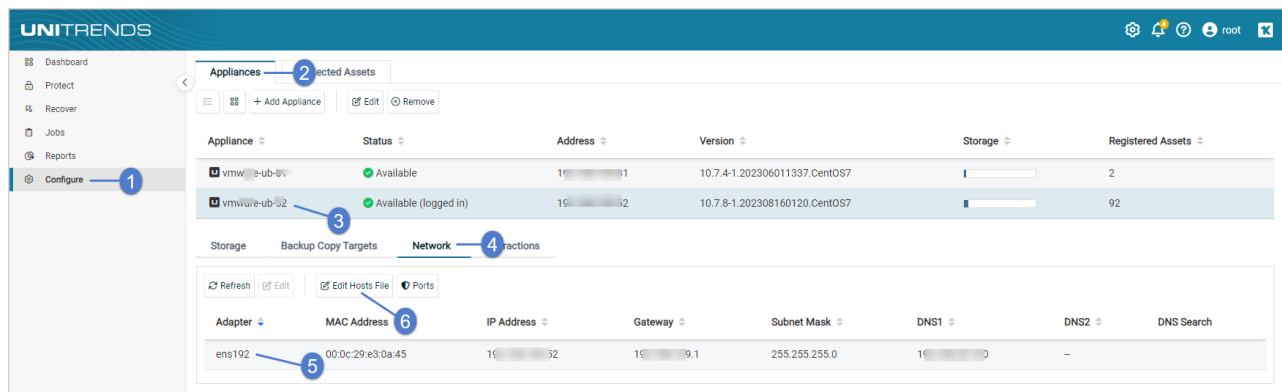 UNITRENDS
4
root
Dashboard
Protect
Recover
Jobs
Reports
Configure 1
Appliances 2 ected Assets
+ Add Appliance Edit Remove
Appliance Status Address Version Storage Registered Assets
Available 10.7.4-1.202306011337.CentOS7 2
Available (logged in) 10.7.8-1.202308160120.CentOS7 92
3
Storage Backup Copy Targets Network 4 ractions
Refresh Edit Edit Hosts File Ports
6
Adapter MAC Address IP Address Gateway Subnet Mask DNS1 DNS2 DNS Search
ens192 00:0c:29:e3:0a:45 255.255.255.0 --
5